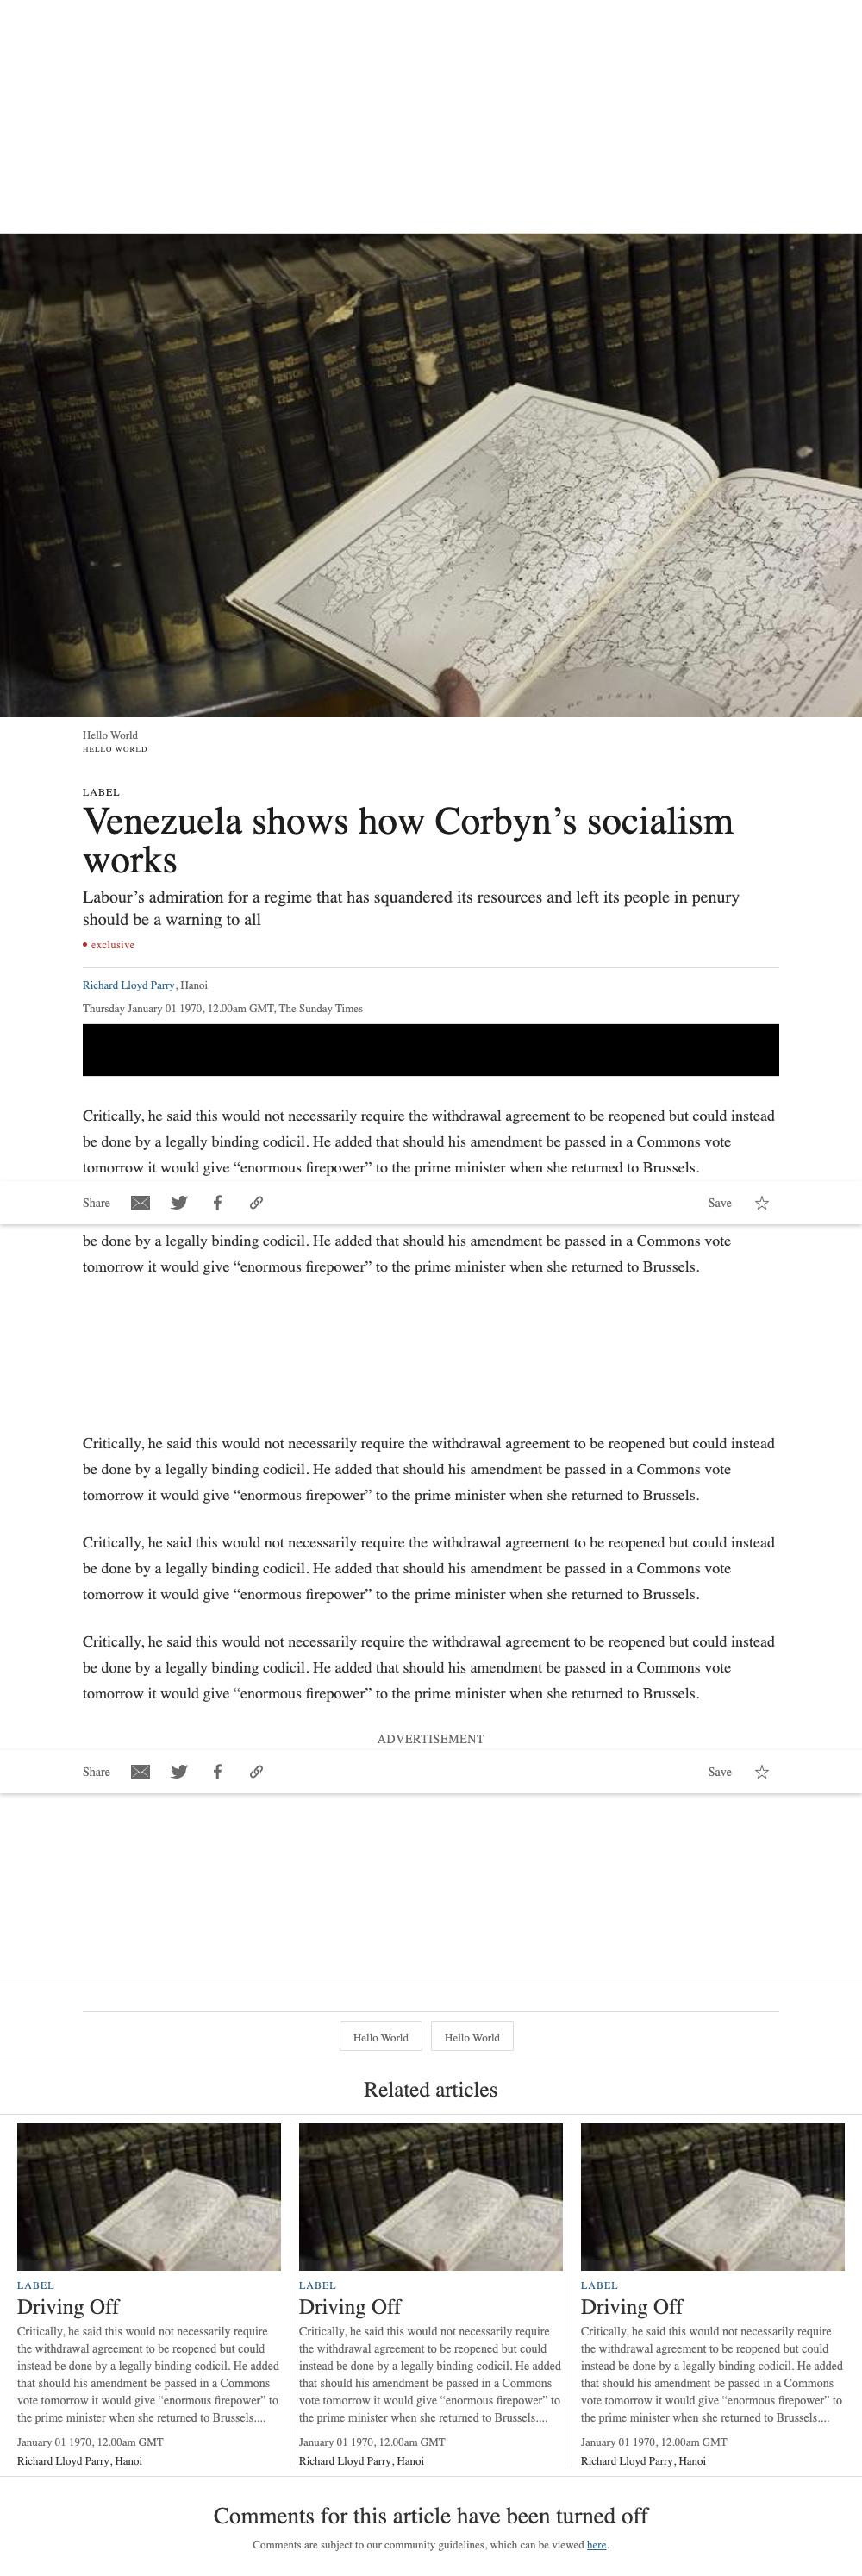 Hello World
HELLO WORLD
LABEL
Venezuela shows how Corbyn’s socialism
works
Labour’s admiration for a regime that has squandered its resources and left its people in penury
should be a warning to all
exclusive
Richard Lloyd Parry, Hanoi
Thursday January 01 1970, 12.00am GMT, The Sunday Times
Critically, he said this would not necessarily require the withdrawal agreement to be reopened but could instead
be done by a legally binding codicil. He added that should his amendment be passed in a Commons vote
tomorrow it would give “enormous firepower” to the prime minister when she returned to Brussels.
Share
Save
be done by a legally binding codicil. He added that should his amendment be passed in a Commons vote
tomorrow it would give “enormous firepower” to the prime minister when she returned to Brussels.
Critically, he said this would not necessarily require the withdrawal agreement to be reopened but could instead
be done by a legally binding codicil. He added that should his amendment be passed in a Commons vote
tomorrow it would give “enormous firepower” to the prime minister when she returned to Brussels.
Critically, he said this would not necessarily require the withdrawal agreement to be reopened but could instead
be done by a legally binding codicil. He added that should his amendment be passed in a Commons vote
tomorrow it would give “enormous firepower” to the prime minister when she returned to Brussels.
Critically, he said this would not necessarily require the withdrawal agreement to be reopened but could instead
be done by a legally binding codicil. He added that should his amendment be passed in a Commons vote
tomorrow it would give “enormous firepower” to the prime minister when she returned to Brussels.
ADVERTISEMENT
Share
Save
Hello World
Hello World
Related articles
LABEL
Driving Off
Critically, he said this would not necessarily require
the withdrawal agreement to be reopened but could
instead be done by a legally binding codicil. He added
that should his amendment be passed in a Commons
vote tomorrow it would give “enormous firepower” to
the prime minister when she returned to Brussels....
January 01 1970, 12.00am GMT
Richard Lloyd Parry, Hanoi
LABEL
Driving Off
Critically, he said this would not necessarily require
the withdrawal agreement to be reopened but could
instead be done by a legally binding codicil. He added
that should his amendment be passed in a Commons
vote tomorrow it would give “enormous firepower” to
the prime minister when she returned to Brussels....
January 01 1970, 12.00am GMT
Richard Lloyd Parry, Hanoi
LABEL
Driving Off
Critically, he said this would not necessarily require
the withdrawal agreement to be reopened but could
instead be done by a legally binding codicil. He added
that should his amendment be passed in a Commons
vote tomorrow it would give “enormous firepower” to
the prime minister when she returned to Brussels....
January 01 1970, 12.00am GMT
Richard Lloyd Parry, Hanoi
Comments for this article have been turned off
Comments are subject to our community guidelines, which can be viewed here.